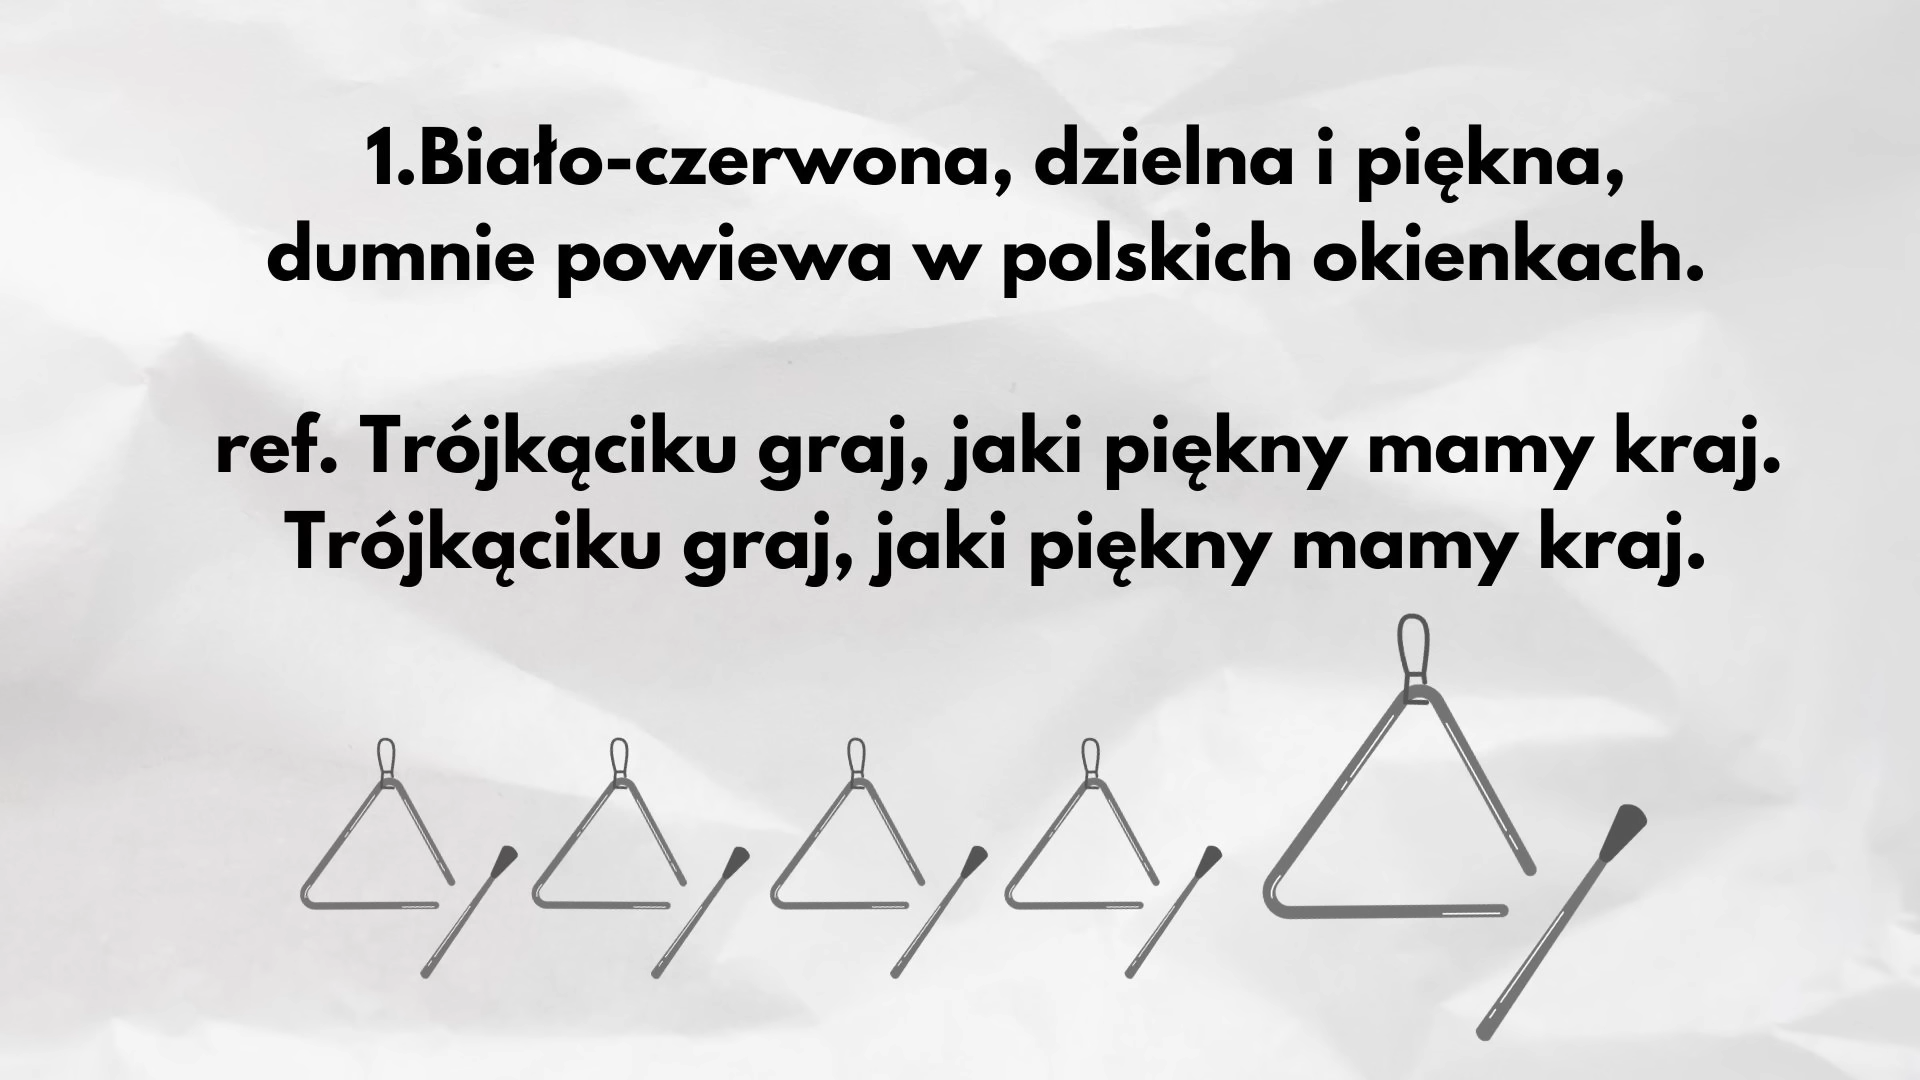 1.Biało-czerwona, dzielna i piękna,
dumnie powiewa w polskich okienkach.
ref. Trójkąciku graj, jaki piękny mamy kraj.
Trójkąciku graj, jaki piękny mamy kraj.